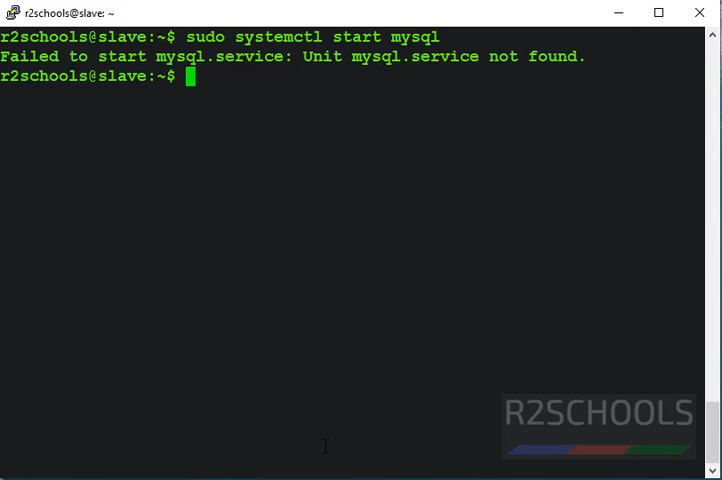 r2schools@slave: ~
r2schools@slave:~$ sudo systemctl start mysql
Failed to start mysql.service: Unit mysql.service not found.
r2schools@slave:~$
R2SCHOOLS